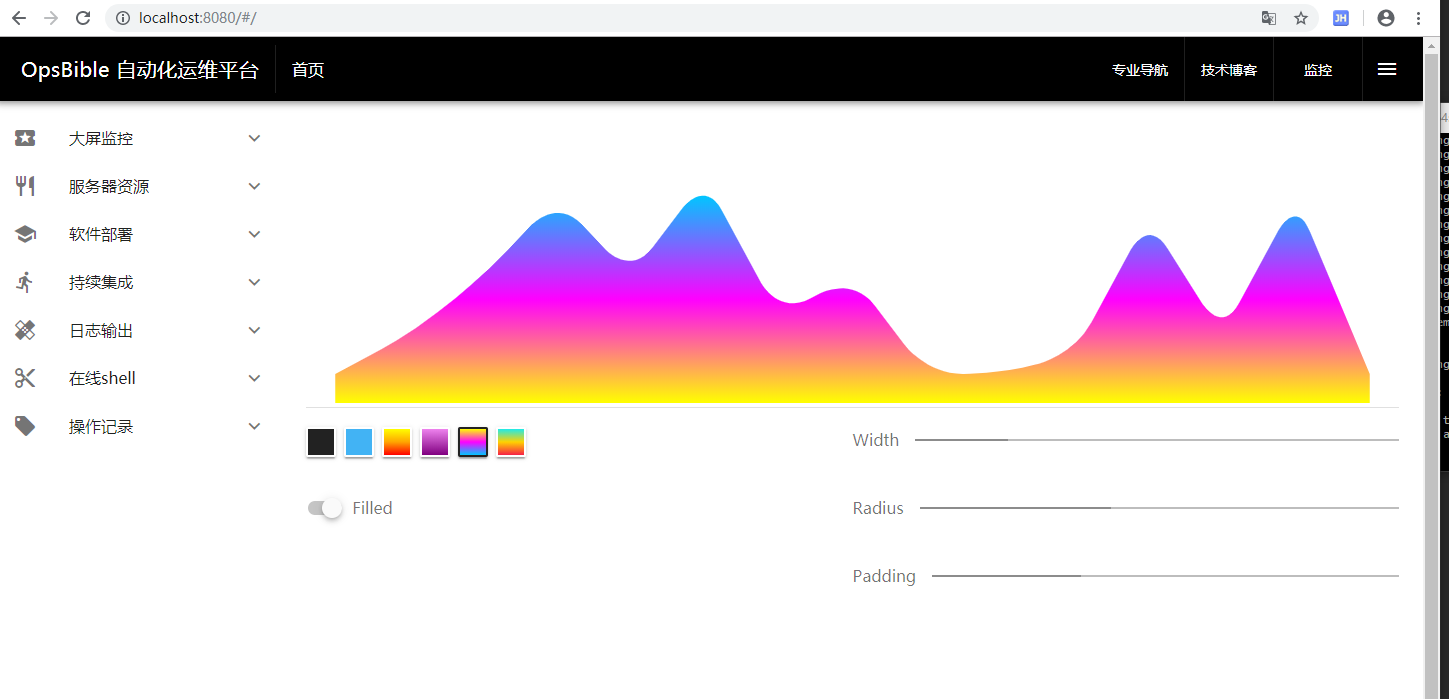 localhost:8080/#/
JH
OpsBible 自动化运维平台
首页
专业导航
技术博客
监控
大屏监控
服务器资源
软件部署
持续集成
日志输出
在线shell
操作记录
Width
Filled
Radius
Padding